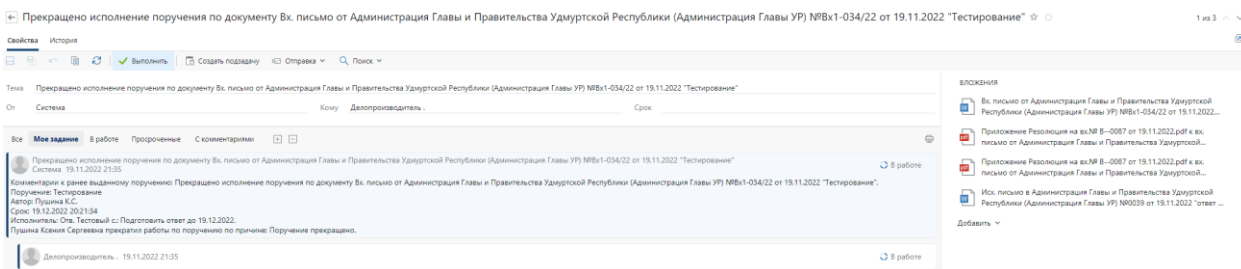 Прекращено исполнение поручения по документу Вх. письмо от Администрация Главы и Правительства Удмуртской Республики (Администрация Главы УР) №Вх1-034/22 от 19.11.2022 "Тестирование"
1 из 3
Свойства История
Выполнить Создать подзадачу Отправка Поиск
Тема Прекращено исполнение поручения по документу Вх. письмо от Администрация Главы и Правительства Удмуртской Республики (Администрация Главы УР) №Вх1-034/22 от 19.11.2022 "Тестирование"
От Система Кому Делопроизводитель . Срок
Все Мое задание В работе Просроченные С комментариями
Прекращено исполнение поручения по документу Вх. письмо от Администрация Главы и Правительства Удмуртской Республики (Администрация Главы УР) №Вх1-034/22 от 19.11.2022 "Тестирование"
Система 19.11.2022 21:35
В работе
Комментарии к ранее выданному поручению: Прекращено исполнение поручения по документу Вх. письмо от Администрация Главы и Правительства Удмуртской Республики (Администрация Главы УР) №Вх1-034/22 от 19.11.2022 "Тестирование".
Поручение: Тестирование
Автор: Пушина К.С.
Срок: 19.12.2022 20:21:34
Исполнитель: Отв. Тестовый с.: Подготовить ответ до 19.12.2022.
Пушина Ксения Сергеевна прекратил работы по поручению по причине: Поручение прекращено.
Делопроизводитель . 19.11.2022 21:35
В работе
ВЛОЖЕНИЯ
Вх. письмо от Администрация Главы и Правительства Удмуртской
Республики (Администрация Главы УР) №Вх1-034/22 от 19.11.2022...
Приложение Резолюция на вх.№ В--0087 от 19.11.2022.pdf к вх.
письмо от Администрация Главы и Правительства Удмуртской...
Приложение Резолюция на вх.№ В--0087 от 19.11.2022.pdf к вх.
письмо от Администрация Главы и Правительства Удмуртской...
Исх. письмо в Администрация Главы и Правительства Удмуртской
Республики (Администрация Главы УР) №0039 от 19.11.2022 "ответ ...
Добавить